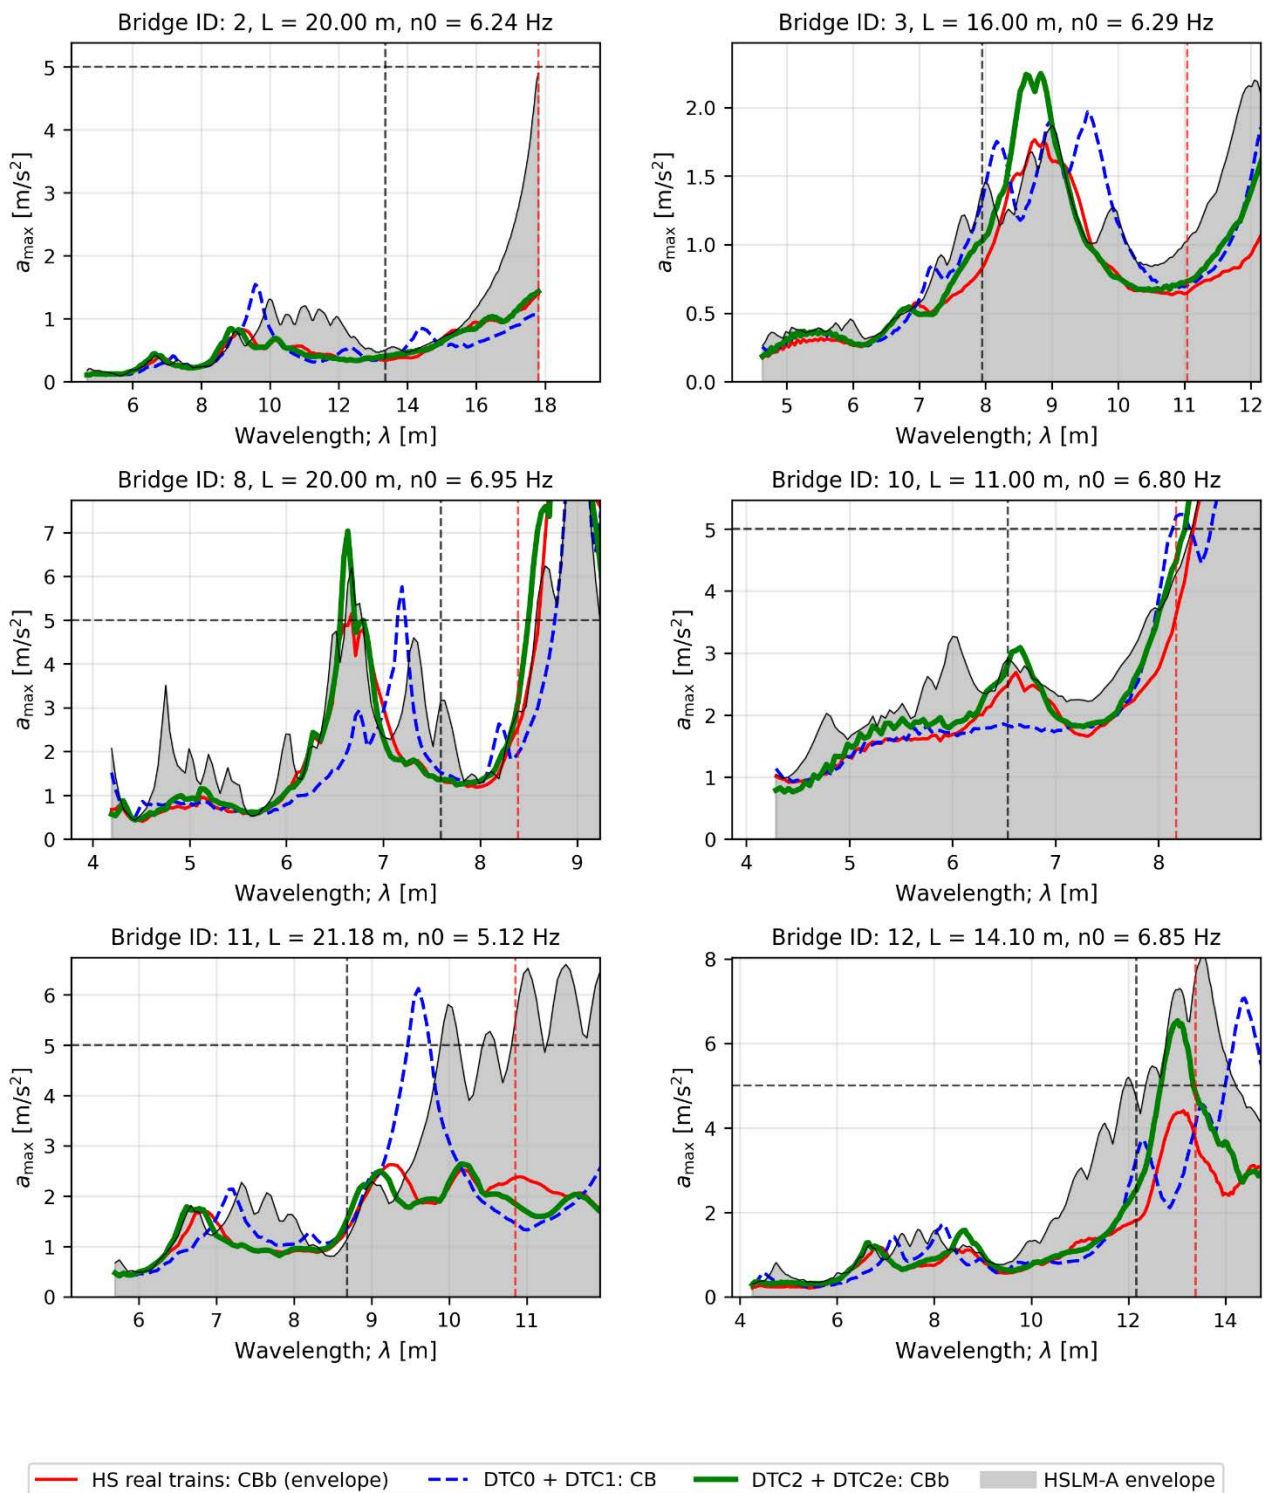 Bridge ID: 2, L = 20.00 m, n0 = 6.24 Hz
5
4
3
2
1
0
a_max [m/s²]
6 8 10 12 14 16 18
Wavelength; λ [m]
Bridge ID: 3, L = 16.00 m, n0 = 6.29 Hz
2.0
1.5
1.0
0.5
0.0
a_max [m/s²]
5 6 7 8 9 10 11 12
Wavelength; λ [m]
Bridge ID: 8, L = 20.00 m, n0 = 6.95 Hz
7
6
5
4
3
2
1
0
a_max [m/s²]
4 5 6 7 8 9
Wavelength; λ [m]
Bridge ID: 10, L = 11.00 m, n0 = 6.80 Hz
5
4
3
2
1
0
a_max [m/s²]
4 5 6 7 8
Wavelength; λ [m]
Bridge ID: 11, L = 21.18 m, n0 = 5.12 Hz
6
5
4
3
2
1
0
a_max [m/s²]
6 7 8 9 10 11
Wavelength; λ [m]
Bridge ID: 12, L = 14.10 m, n0 = 6.85 Hz
8
6
4
2
0
a_max [m/s²]
4 6 8 10 12 14
Wavelength; λ [m]
HS real trains: CBb (envelope) DTC0 + DTC1: CB DTC2 + DTC2e: CBb HSLM-A envelope